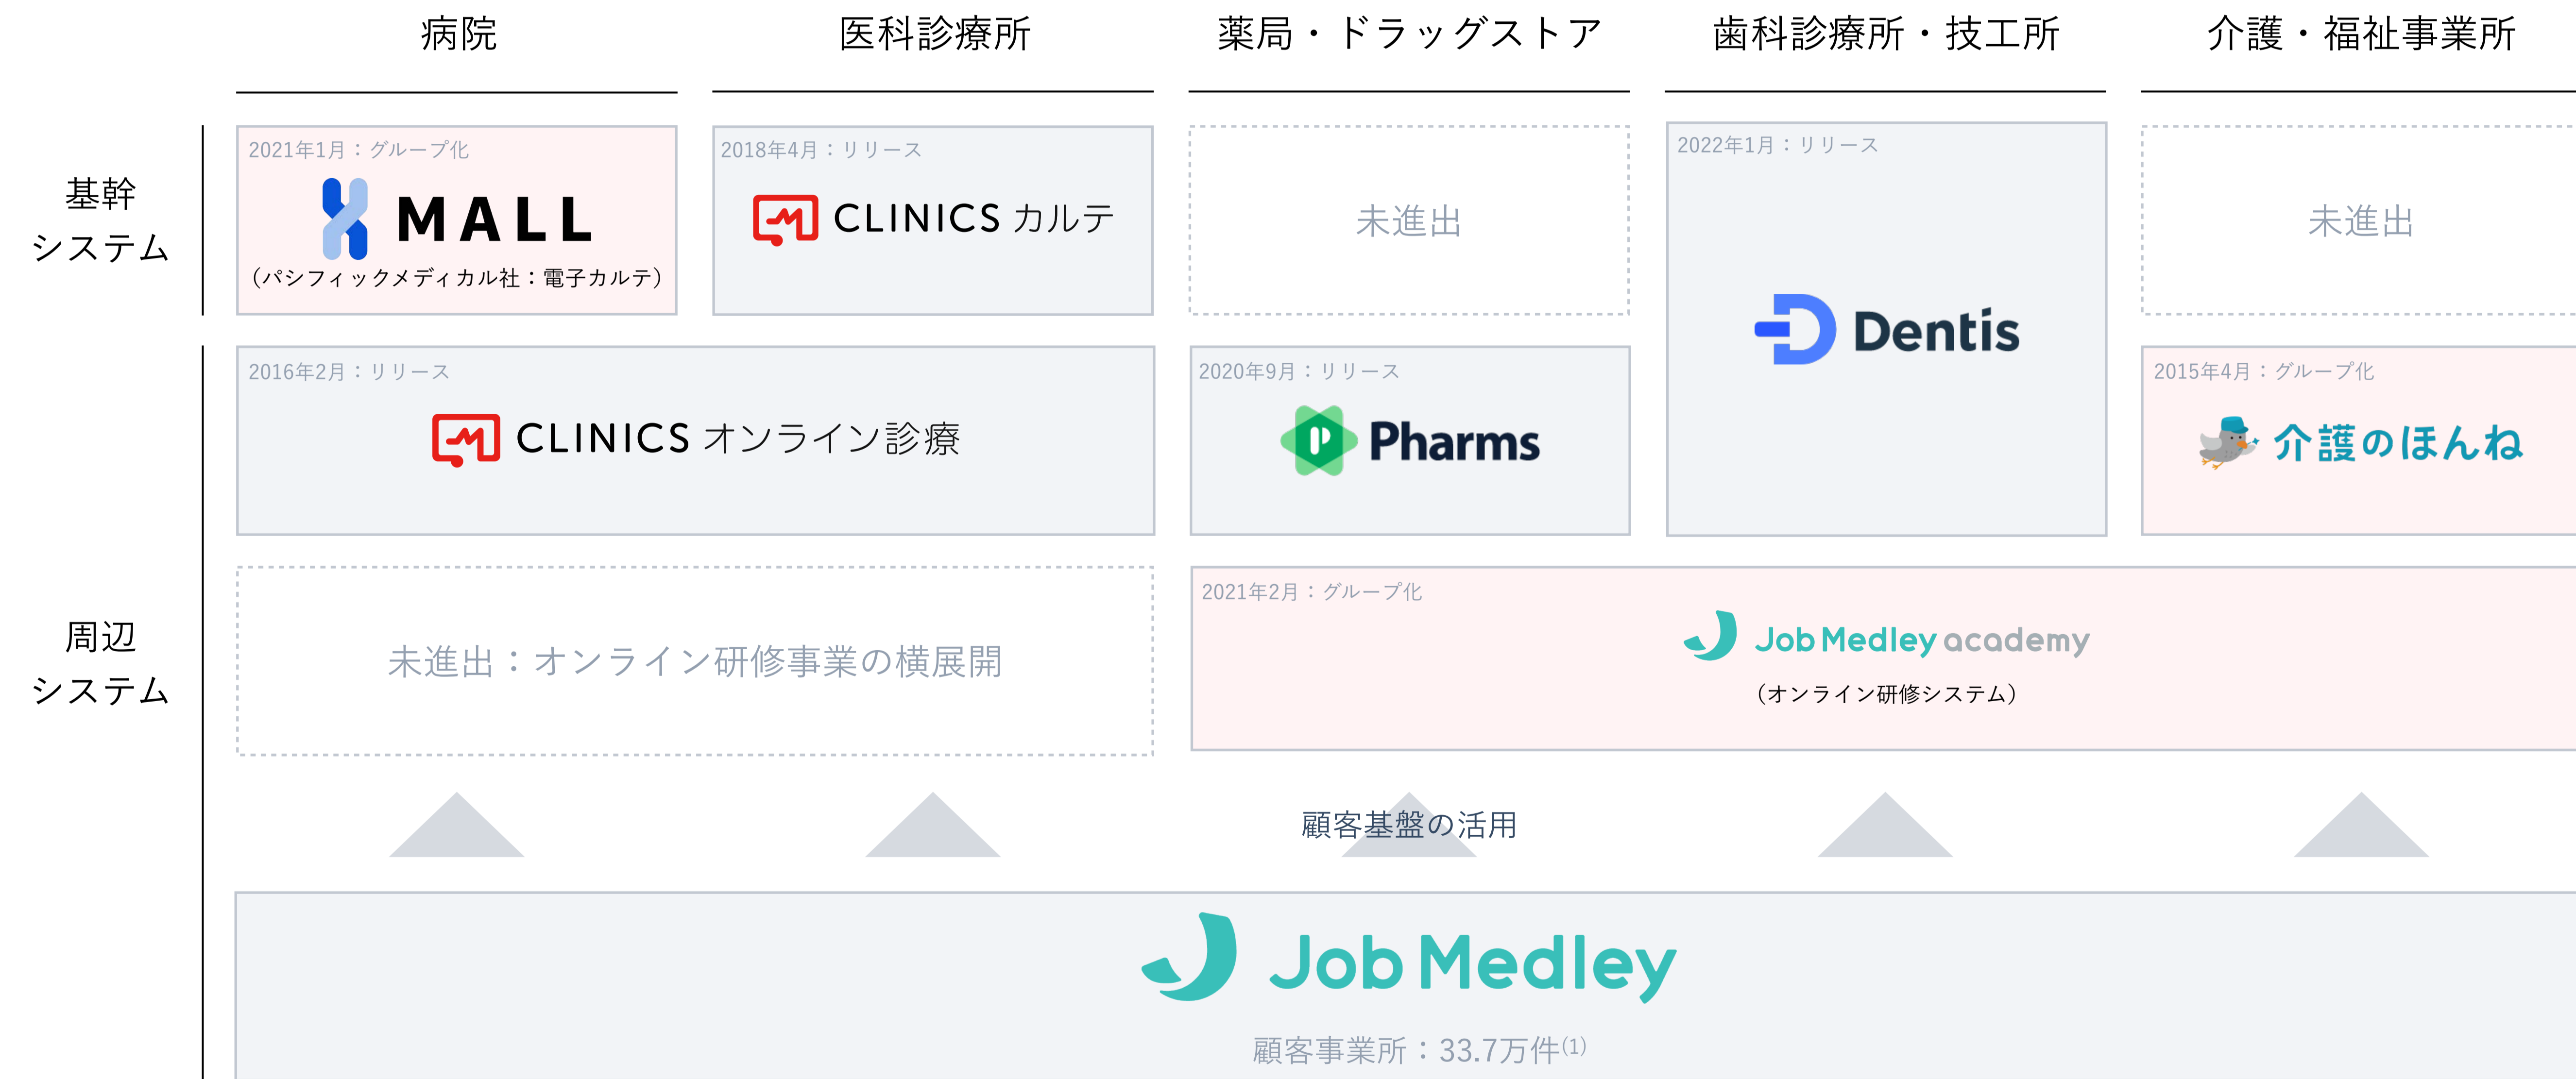 病院
医科診療所
薬局・ドラッグストア
歯科診療所・技工所
介護・福祉事業所
基幹
システム
2021年1月：グループ化
MALL
（パシフィックメディカル社：電子カルテ）
2018年4月：リリース
CLINICS カルテ
未進出
2022年1月：リリース
Dentis
未進出
周辺
システム
2016年2月：リリース
CLINICS オンライン診療
2020年9月：リリース
Pharms
2015年4月：グループ化
介護のほんね
未進出：オンライン研修事業の横展開
2021年2月：グループ化
Job Medley academy
（オンライン研修システム）
顧客基盤の活用
Job Medley
顧客事業所：33.7万件(1)